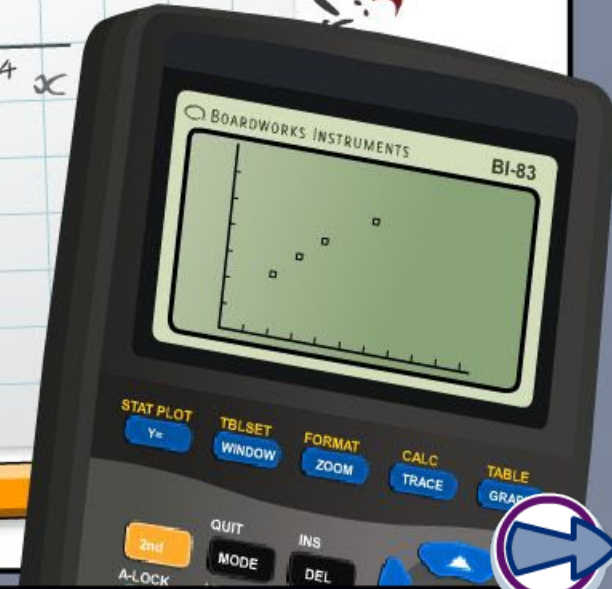 4 x
BOARDWORKS INSTRUMENTS BI-83
STAT PLOT TBLSET FORMAT CALC TABLE
Y= WINDOW ZOOM TRACE
QUIT INS
2nd MODE DEL
A-LOCK